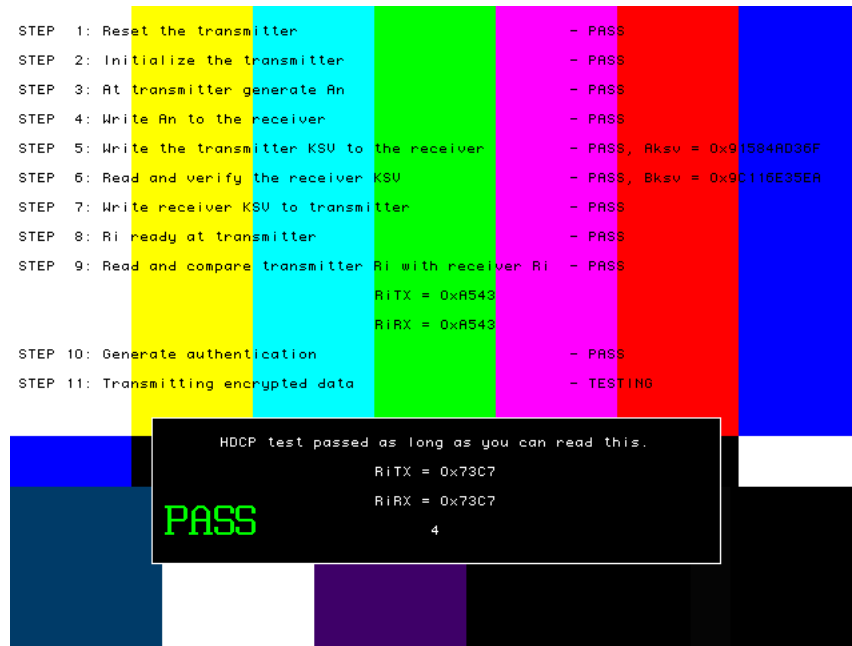 STEP 1: Reset the transmitter - PASS
STEP 2: Initialize the transmitter - PASS
STEP 3: At transmitter generate An - PASS
STEP 4: Write An to the receiver - PASS
STEP 5: Write the transmitter KSV to the receiver - PASS, Aksv = 0x91584AD36F
STEP 6: Read and verify the receiver KSV - PASS, Bksv = 0x9C116E35EA
STEP 7: Write receiver KSV to transmitter - PASS
STEP 8: Ri ready at transmitter - PASS
STEP 9: Read and compare transmitter Ri with receiver Ri - PASS
RiTX = 0xA543
RiRX = 0xA543
STEP 10: Generate authentication - PASS
STEP 11: Transmitting encrypted data - TESTING
HDCP test passed as long as you can read this.
RiTX = 0x73C7
RiRX = 0x73C7
PASS
4